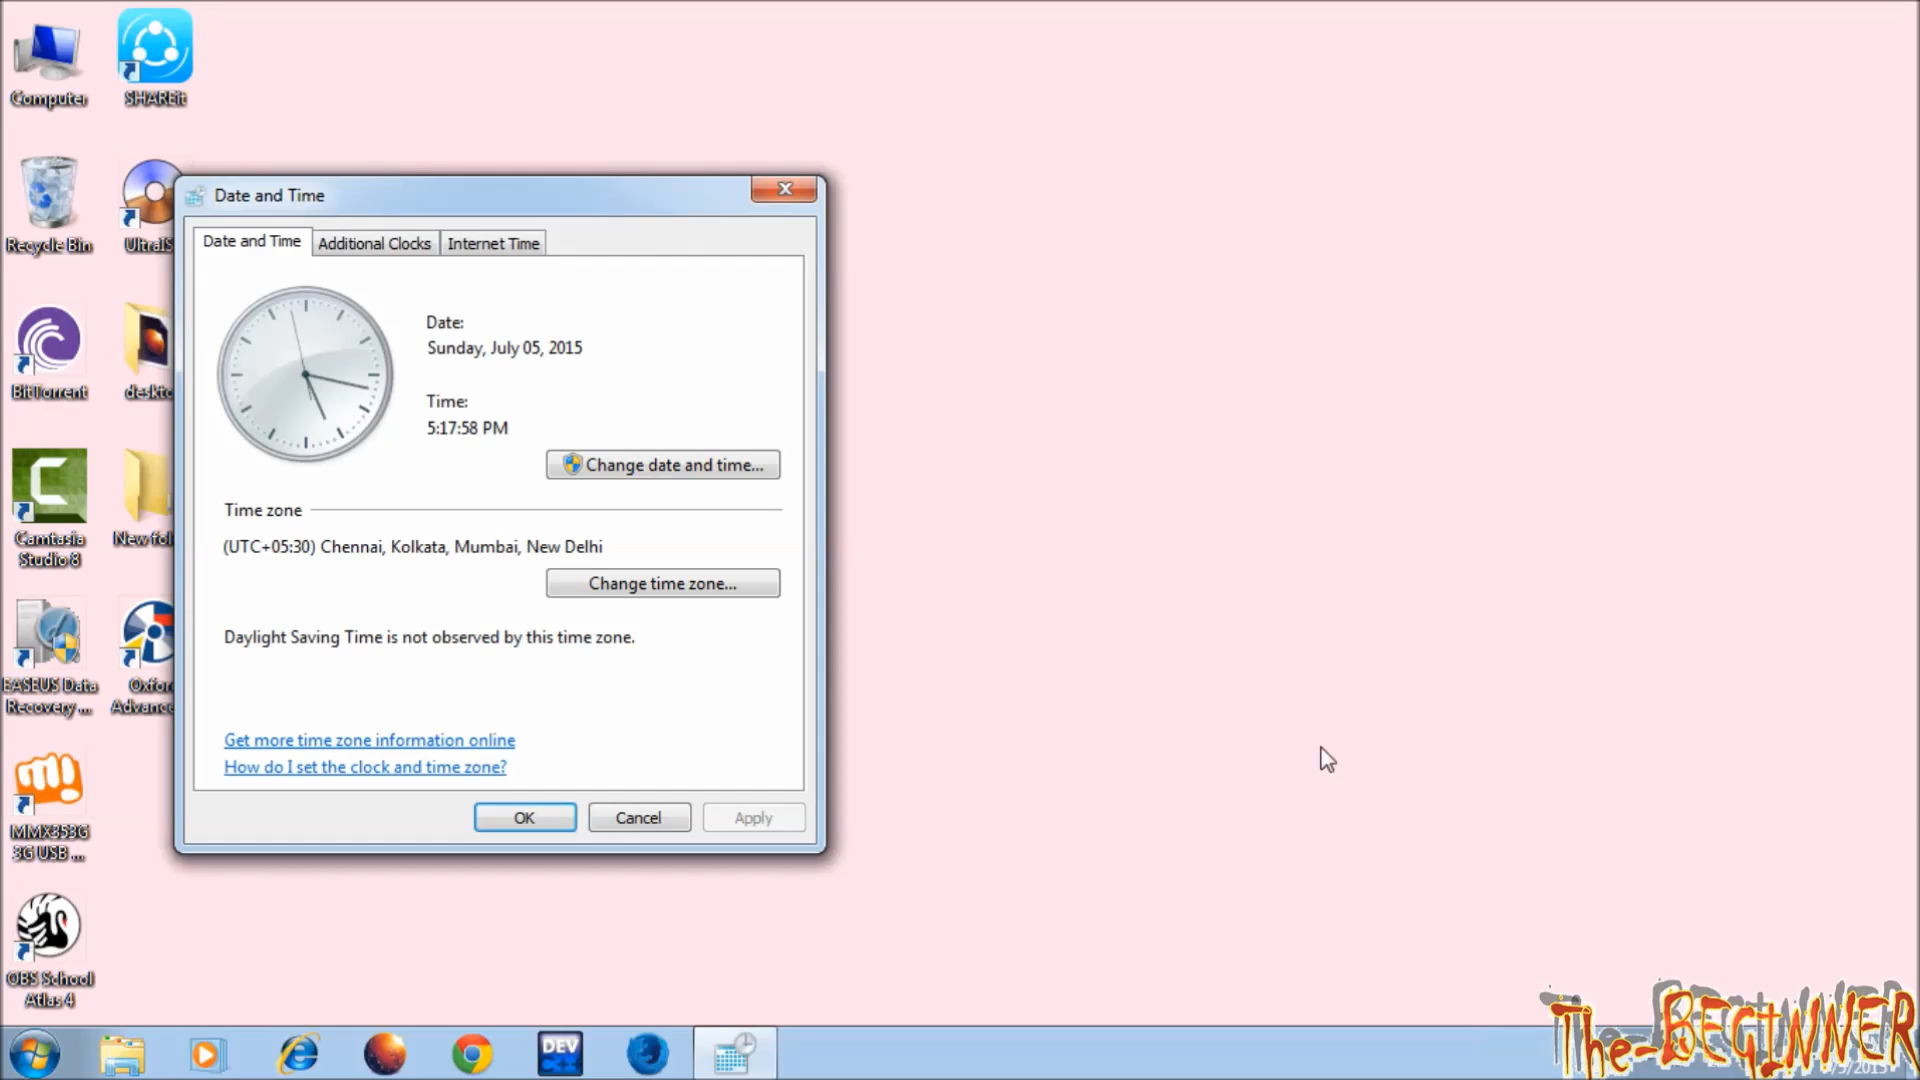 Computer
SHAREit
Recycle Bin
UltraIS
BitTorrent
deskto
Camtasia
Studio 8
New fol
EASEUS Data
Recovery ...
Oxfor
Advance
MMX353G
3G USB ...
OBS School
Atlas 4
Date and Time
x
Date and Time
Additional Clocks
Internet Time
Date:
Sunday, July 05, 2015
Time:
5:17:58 PM
Change date and time...
Time zone
(UTC+05:30) Chennai, Kolkata, Mumbai, New Delhi
Change time zone...
Daylight Saving Time is not observed by this time zone.
Get more time zone information online
How do I set the clock and time zone?
OK
Cancel
Apply
DEV
C++
The-BEGINNER